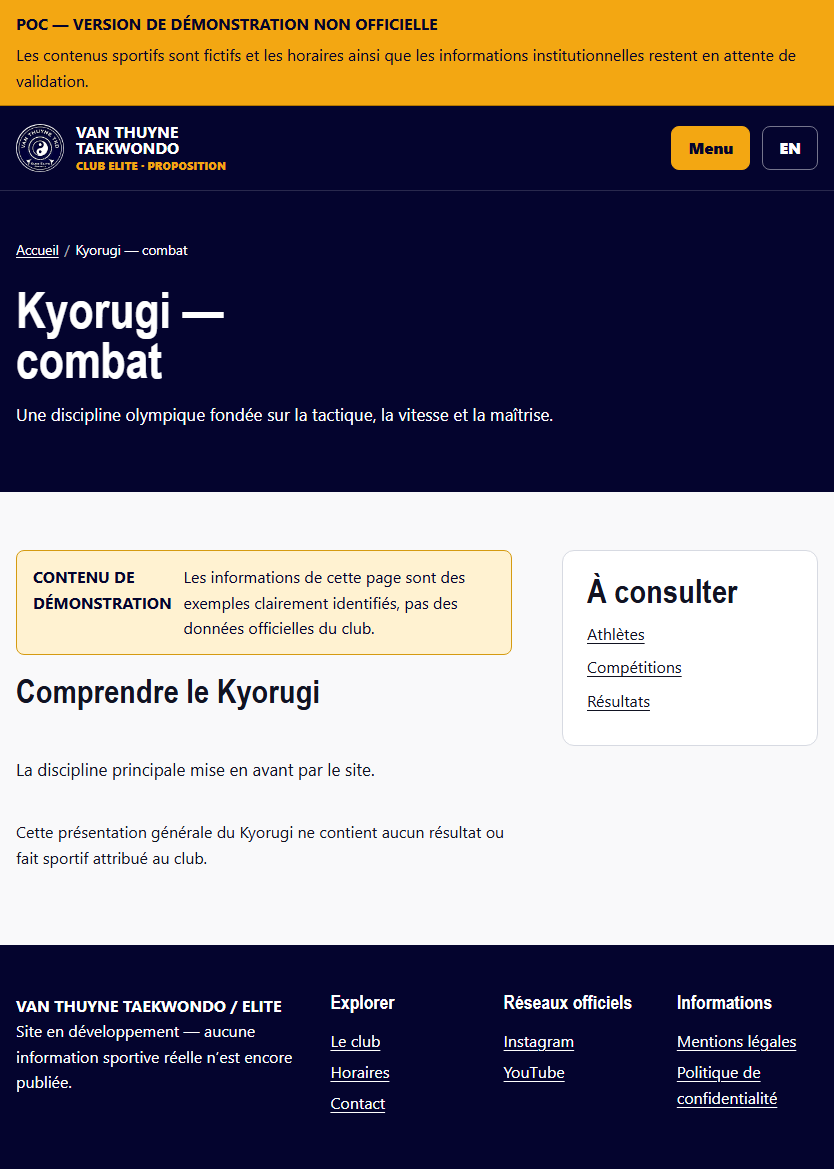 POC — VERSION DE DÉMONSTRATION NON OFFICIELLE
Les contenus sportifs sont fictifs et les horaires ainsi que les informations institutionnelles restent en attente de
validation.
VAN THUYNE
TAEKWONDO
CLUB ELITE · PROPOSITION
Menu
EN
Accueil / Kyorugi — combat
Kyorugi —
combat
Une discipline olympique fondée sur la tactique, la vitesse et la maîtrise.
CONTENU DE
DÉMONSTRATION
Les informations de cette page sont des
exemples clairement identifiés, pas des
données officielles du club.
Comprendre le Kyorugi
La discipline principale mise en avant par le site.
Cette présentation générale du Kyorugi ne contient aucun résultat ou
fait sportif attribué au club.
À consulter
Athlètes
Compétitions
Résultats
VAN THUYNE TAEKWONDO / ELITE
Site en développement — aucune
information sportive réelle n’est encore
publiée.
Explorer
Le club
Horaires
Contact
Réseaux officiels
Instagram
YouTube
Informations
Mentions légales
Politique de
confidentialité